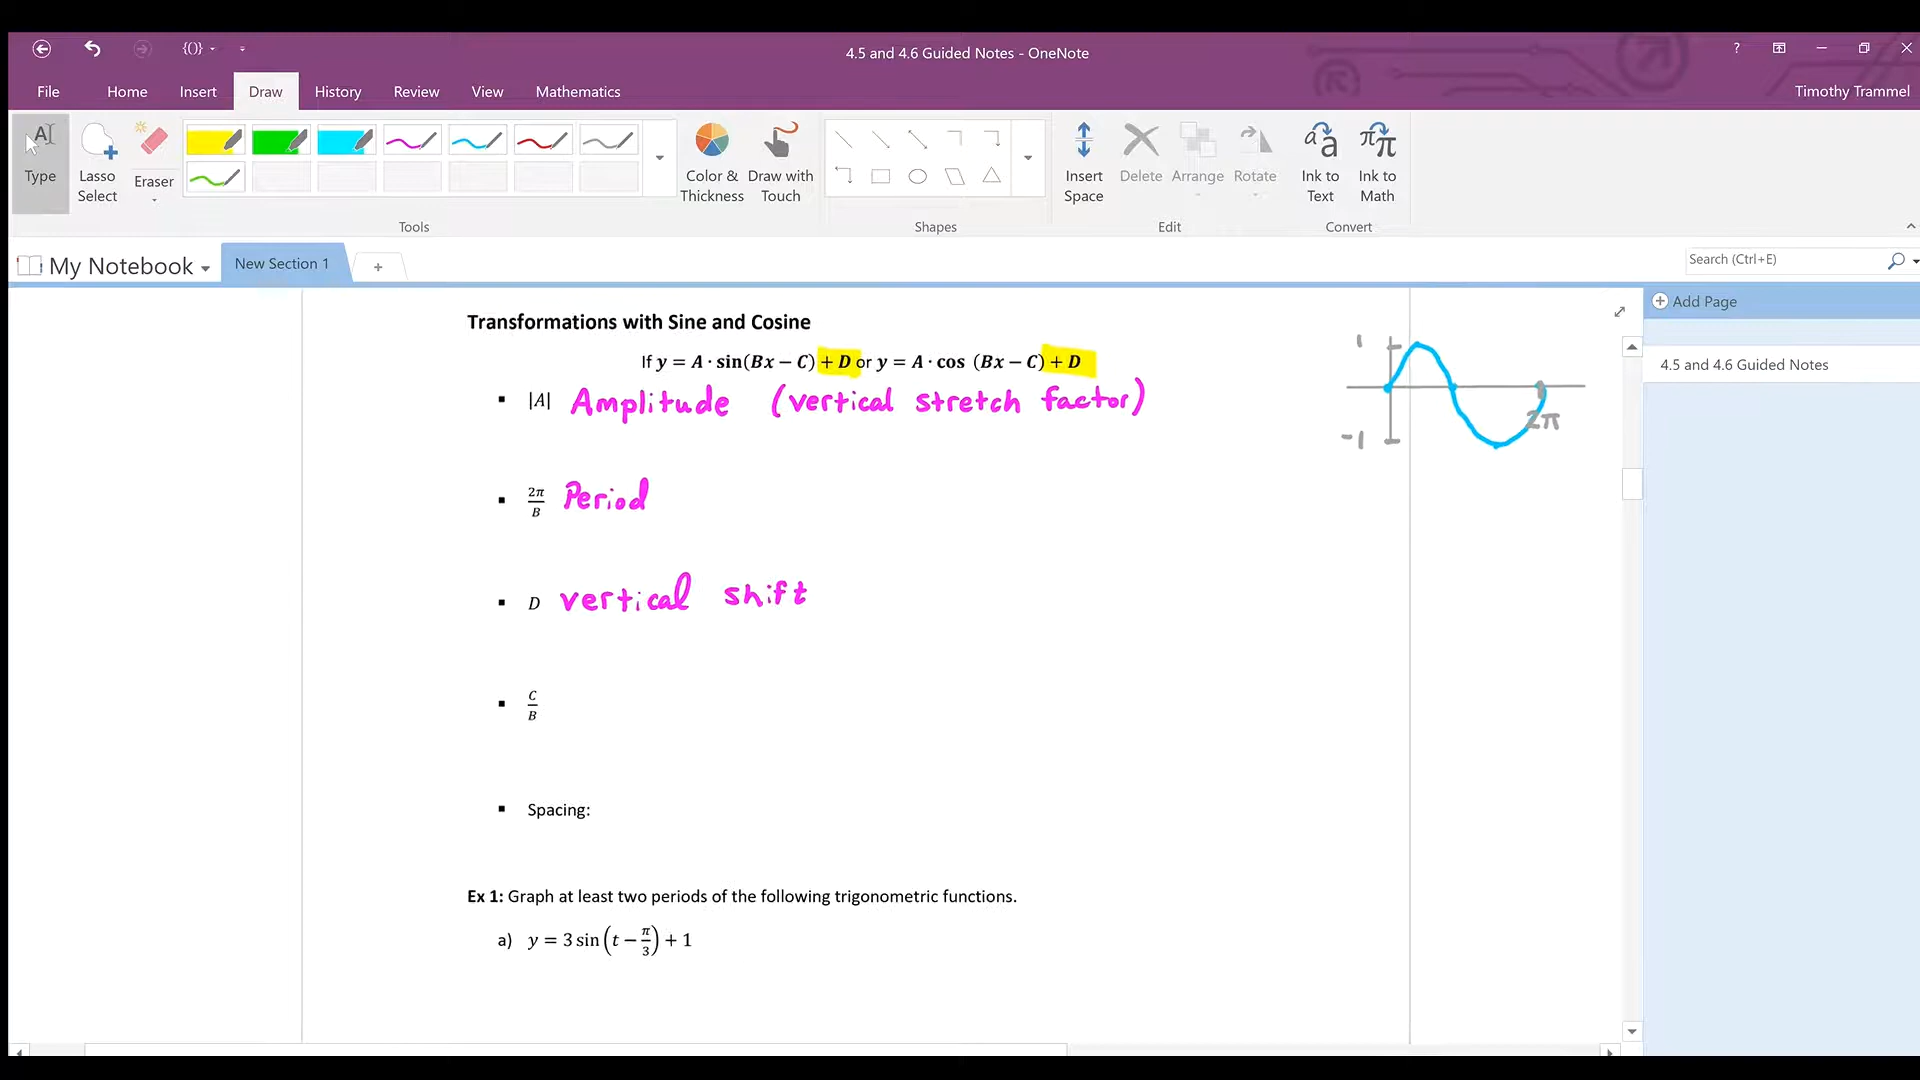 4.5 and 4.6 Guided Notes - OneNote
?
File Home Insert Draw History Review View Mathematics
Timothy Trammel
Type
Lasso Select
Eraser
Color & Thickness
Draw with Touch
Insert Space
Delete
Arrange
Rotate
Ink to Text
Ink to Math
Tools
Shapes
Edit
Convert
My Notebook
New Section 1
+
Search (Ctrl+E)
Add Page
4.5 and 4.6 Guided Notes
Transformations with Sine and Cosine
If y = A · sin(Bx − C) + D or y = A · cos (Bx − C) + D
▪ |A| Amplitude (vertical stretch factor)
1
-1
2π
▪ 2π/B Period
▪ D vertical shift
▪ C/B
▪ Spacing:
Ex 1: Graph at least two periods of the following trigonometric functions.
a) y = 3 sin(t − π/3) + 1